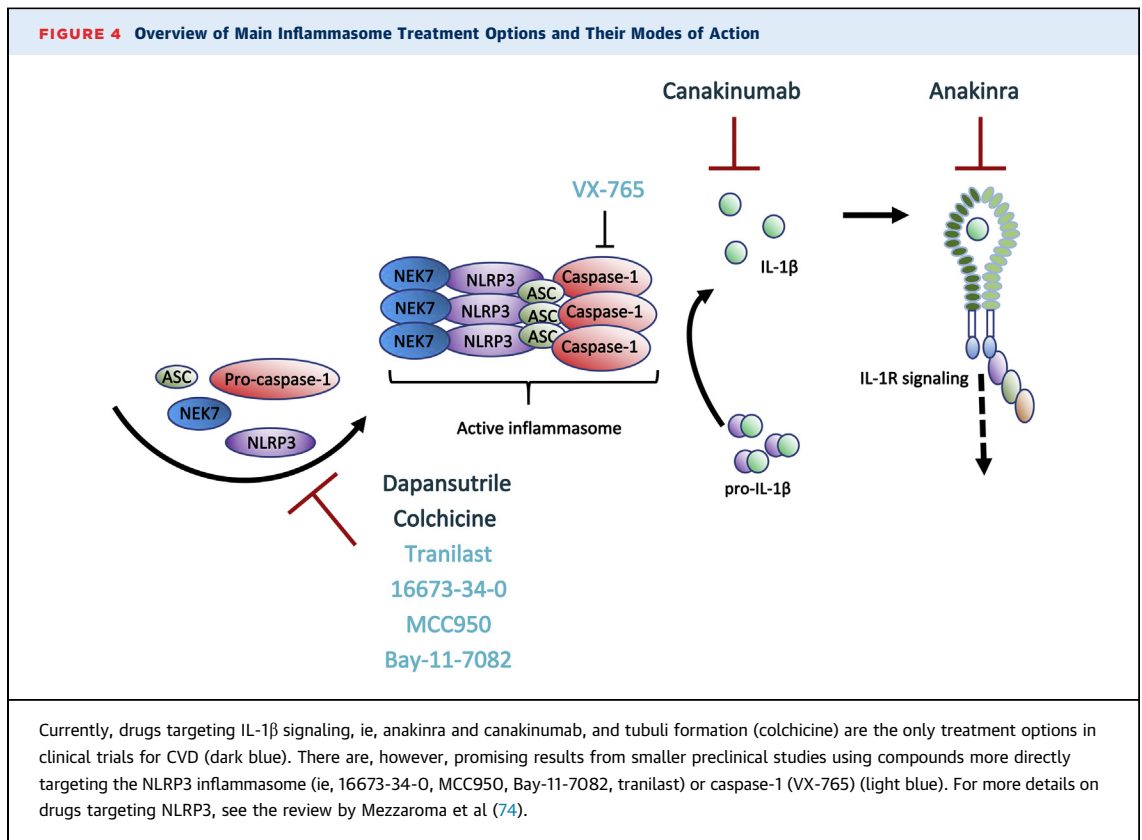 FIGURE 4 Overview of Main Inflammasome Treatment Options and Their Modes of Action
Canakinumab
Anakinra
VX-765
NEK7
NLRP3
ASC
Caspase-1
NEK7
NLRP3
ASC
Caspase-1
NEK7
NLRP3
ASC
Caspase-1
IL-1β
ASC
Pro-caspase-1
NEK7
NLRP3
Active inflammasome
IL-1R signaling
pro-IL-1β
Dapansutrile
Colchicine
Tranilast
16673-34-0
MCC950
Bay-11-7082
Currently, drugs targeting IL-1β signaling, ie, anakinra and canakinumab, and tubuli formation (colchicine) are the only treatment options in
clinical trials for CVD (dark blue). There are, however, promising results from smaller preclinical studies using compounds more directly
targeting the NLRP3 inflammasome (ie, 16673-34-0, MCC950, Bay-11-7082, tranilast) or caspase-1 (VX-765) (light blue). For more details on
drugs targeting NLRP3, see the review by Mezzaroma et al (74).